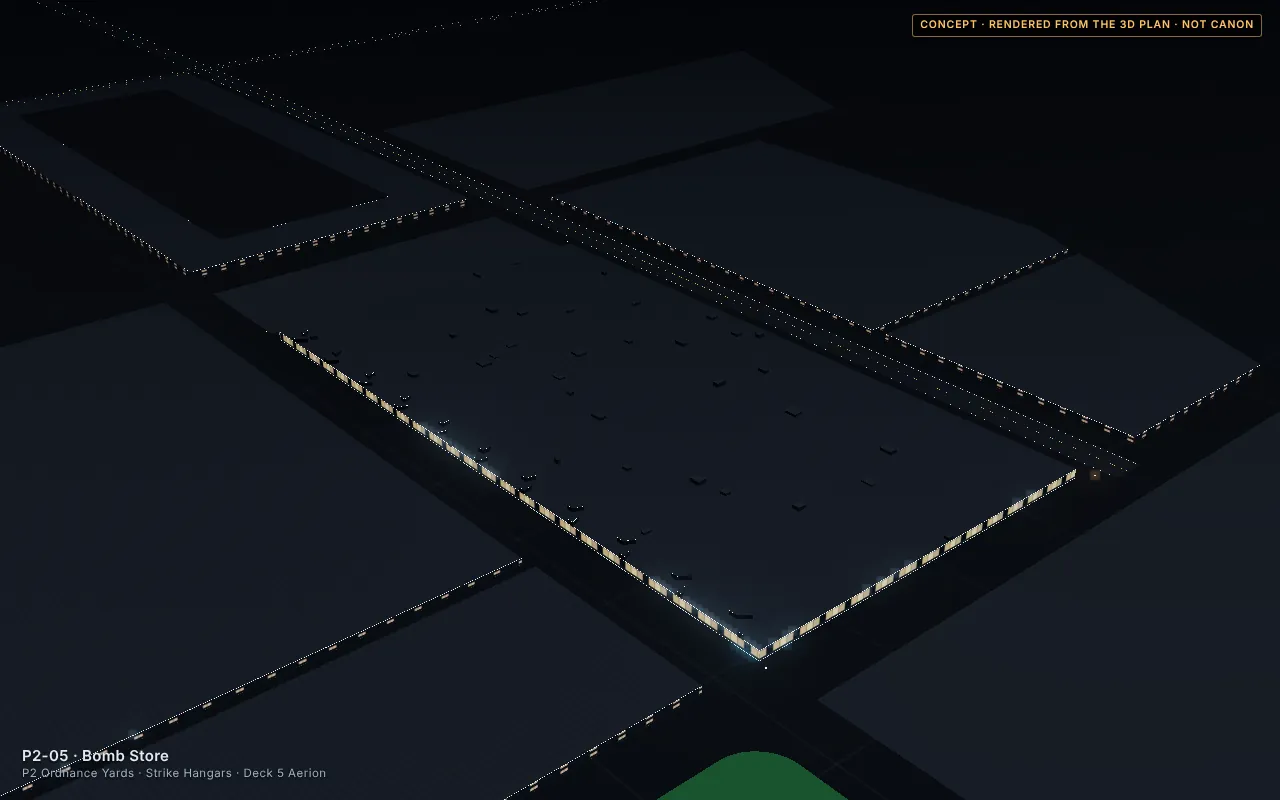 CONCEPT · RENDERED FROM THE 3D PLAN · NOT CANON
P2-05 · Bomb Store
P2 Ordnance Yards · Strike Hangars · Deck 5 Aerion